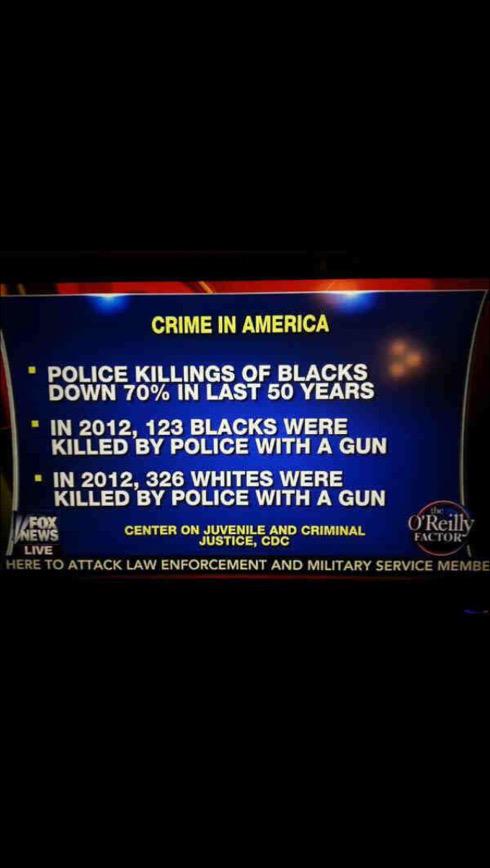 CRIME IN AMERICA
POLICE KILLINGS OF BLACKS
DOWN 70% IN LAST 50 YEARS
IN 2012, 123 BLACKS WERE
KILLED BY POLICE WITH A GUN
IN 2012, 326 WHITES WERE
KILLED BY POLICE WITH A GUN
CENTER ON JUVENILE AND CRIMINAL
JUSTICE, CDC
FOX
NEWS
LIVE
the
O'Reilly
FACTOR
HERE TO ATTACK LAW ENFORCEMENT AND MILITARY SERVICE MEMBE